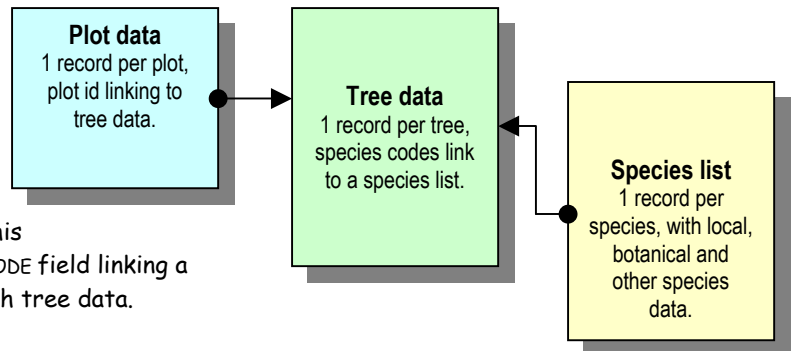 Plot data
1 record per plot,
plot id linking to
tree data.
Tree data
1 record per tree,
species codes link
to a species list.
Species list
1 record per
species, with local,
botanical and
other species
data.
field linking a
tree data.